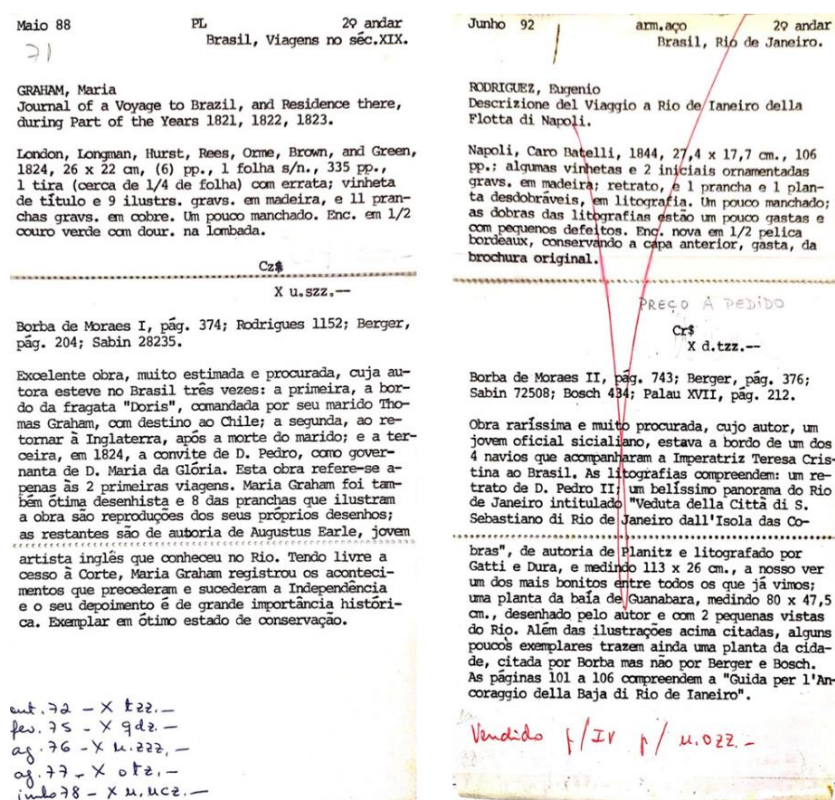 Maio 88 PL 2º andar
Brasil, Viagens no séc.XIX.
71
GRAHAM, Maria
Journal of a Voyage to Brazil, and Residence there,
during Part of the Years 1821, 1822, 1823.
London, Longman, Hurst, Rees, Orme, Brown, and Green,
1824, 26 x 22 cm, (6) pp., 1 folha s/n., 335 pp.,
1 tira (cerca de 1/4 de folha) com errata; vinheta
de título e 9 ilustrs. gravs. em madeira, e 11 pran-
chas gravs. em cobre. Um pouco manchado. Enc. em 1/2
couro verde com dour. na lombada.
Cz$
X u.szz.--
Borba de Moraes I, pág. 374; Rodrigues 1152; Berger,
pág. 204; Sabin 28235.
Excelente obra, muito estimada e procurada, cuja au-
tora esteve no Brasil três vezes: a primeira, a bor-
do da fragata "Doris", comandada por seu marido Tho-
mas Graham, com destino ao Chile; a segunda, ao re-
tornar à Inglaterra, após a morte do marido; e a ter-
ceira, em 1824, a convite de D. Pedro, como gover-
nanta de D. Maria da Glória. Esta obra refere-se a-
penas às 2 primeiras viagens. Maria Graham foi tam-
bém ótima desenhista e 8 das pranchas que ilustram
a obra são reproduções dos seus próprios desenhos;
as restantes são de autoria de Augustus Earle, jovem
artista inglês que conheceu no Rio. Tendo livre a
cesso à Corte, Maria Graham registrou os aconteci-
mentos que precederam e sucederam a Independência
e o seu depoimento é de grande importância históri-
ca. Exemplar em ótimo estado de conservação.
out.72 - X tzz.-
fev.75 - X qdz.-
ag.76 - X u.zzz,-
ag.77 - X otz.-
julho78 - X u.ucz.-
Junho 92 arm.aço 2º andar
Brasil, Rio de Janeiro.
RODRIGUEZ, Eugenio
Descrizione del Viaggio a Rio de Ianeiro della
Flotta di Napoli.
Napoli, Caro Batelli, 1844, 27,4 x 17,7 cm., 106
pp.; algumas vinhetas e 2 iniciais ornamentadas
gravs. em madeira; retrato, e 1 prancha e 1 plan-
ta desdobráveis, em litografia. Um pouco manchado;
as dobras das litografias estão um pouco gastas e
com pequenos defeitos. Enc. nova em 1/2 pelica
bordeaux, conservando a capa anterior, gasta, da
brochura original.
PREÇO A PEDIDO
Cr$
X d.tzz.--
Borba de Moraes II, pág. 743; Berger, pág. 376;
Sabin 72508; Bosch 434; Palau XVII, pág. 212.
Obra raríssima e muito procurada, cujo autor, um
jovem oficial sicialiano, estava a bordo de um dos
4 navios que acompanharam a Imperatriz Teresa Cris-
tina ao Brasil. As litografias compreendem: um re-
trato de D. Pedro II; um belíssimo panorama do Rio
de Janeiro intitulado "Veduta della Città di S.
Sebastiano di Rio de Janeiro dall'Isola das Co-
bras", de autoria de Planitz e litografado por
Gatti e Dura, e medindo 113 x 26 cm., a nosso ver
um dos mais bonitos entre todos os que já vimos;
uma planta da baía de Guanabara, medindo 80 x 47,5
cm., desenhado pelo autor e com 2 pequenas vistas
do Rio. Além das ilustrações acima citadas, alguns
poucos exemplares trazem ainda uma planta da cida-
de, citada por Borba mas não por Berger e Bosch.
As páginas 101 a 106 compreendem a "Guida per l'An-
coraggio della Baja di Rio de Ianeiro".
Vendido f/IV p/ u.ozz.-